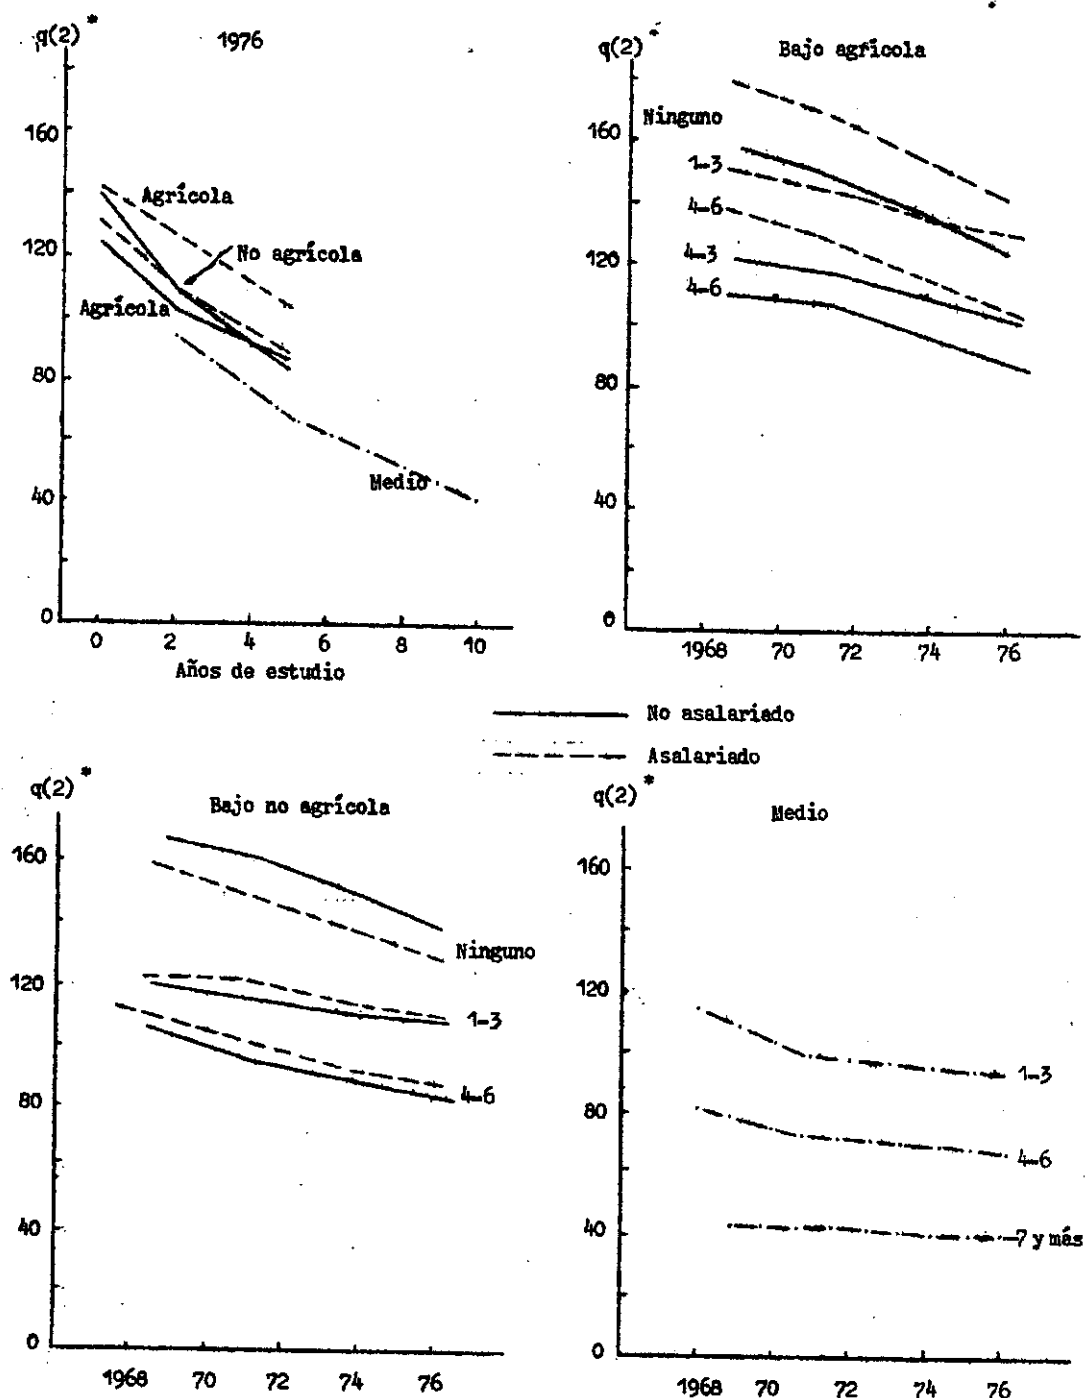 q(2) *
1976
160
120
80
40
0
Agrícola
No agrícola
Agrícola
Medio
0 2 4 6 8 10
Años de estudio
q(2) *
Bajo agrícola
160
120
80
40
0
Ninguno
1-3
4-6
4-3
4-6
1968 70 72 74 76
No asalariado
Asalariado
q(2) *
Bajo no agrícola
160
120
80
40
0
Ninguno
1-3
4-6
1968 70 72 74 76
q(2) *
Medio
160
120
80
40
0
1-3
4-6
7 y más
1968 70 72 74 76